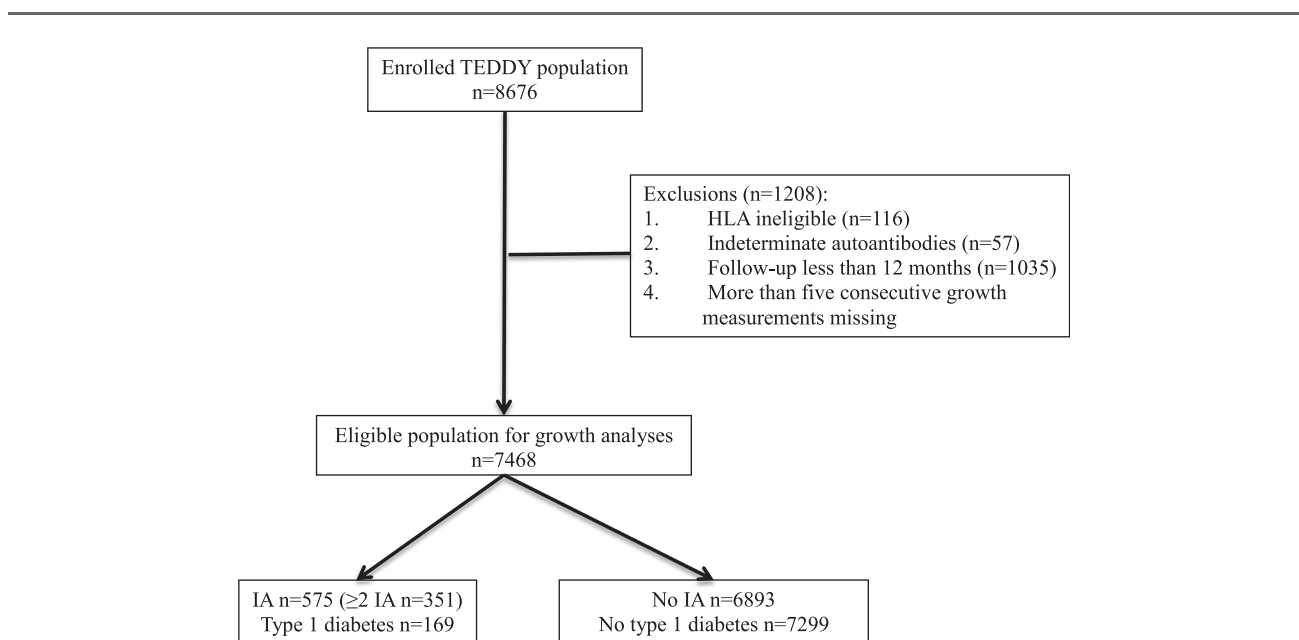 Enrolled TEDDY population
n=8676
Exclusions (n=1208):
1. HLA ineligible (n=116)
2. Indeterminate autoantibodies (n=57)
3. Follow-up less than 12 months (n=1035)
4. More than five consecutive growth
measurements missing
Eligible population for growth analyses
n=7468
IA n=575 (≥2 IA n=351)
Type 1 diabetes n=169
No IA n=6893
No type 1 diabetes n=7299